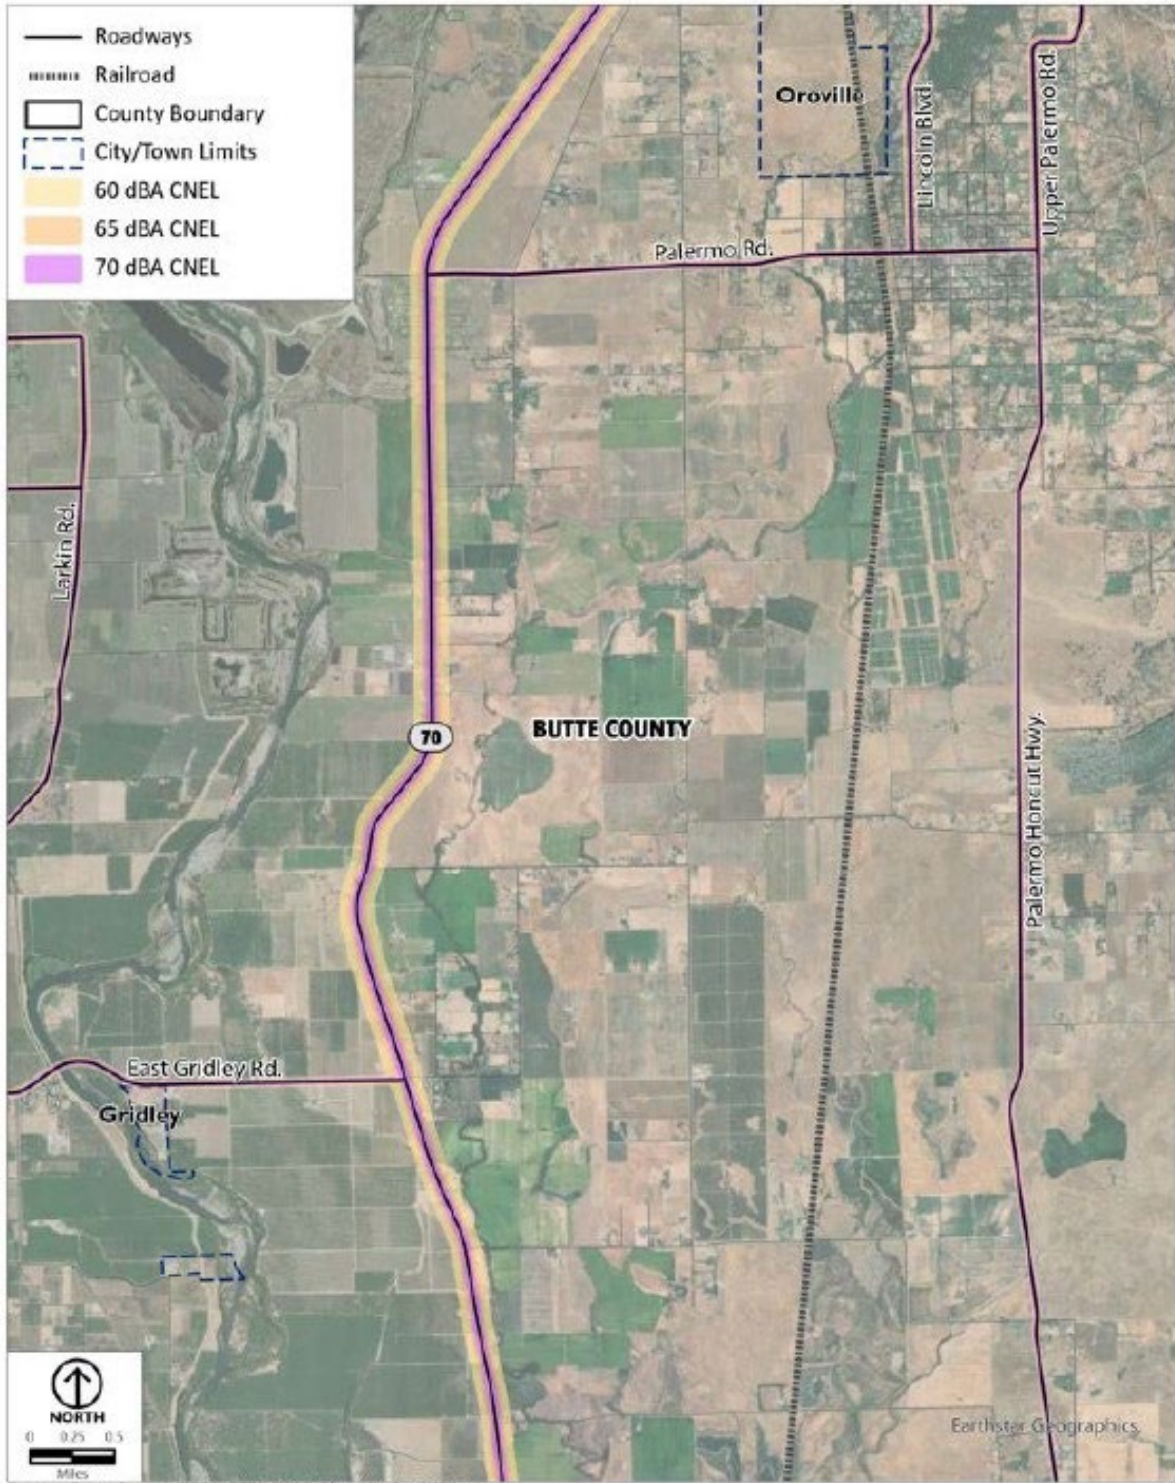 Roadways
Railroad
County Boundary
City/Town Limits
60 dBA CNEL
65 dBA CNEL
70 dBA CNEL
Oroville
Lincoln Blvd.
Upper Palermo Rd.
Palermo Rd.
Larkin Rd.
70
BUTTE COUNTY
Palermo Honcut Hwy.
East Gridley Rd.
Gridley
NORTH
0 0.25 0.5
Miles
Earthstar Geographics